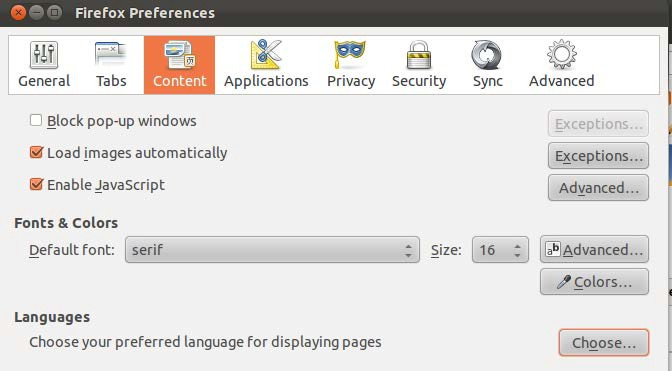 Firefox Preferences
General Tabs Content Applications Privacy Security Sync Advanced
Block pop-up windows Exceptions...
Load images automatically Exceptions...
Enable JavaScript Advanced...
Fonts & Colors
Default font: serif Size: 16 Advanced...
Colors...
Languages
Choose your preferred language for displaying pages Choose...